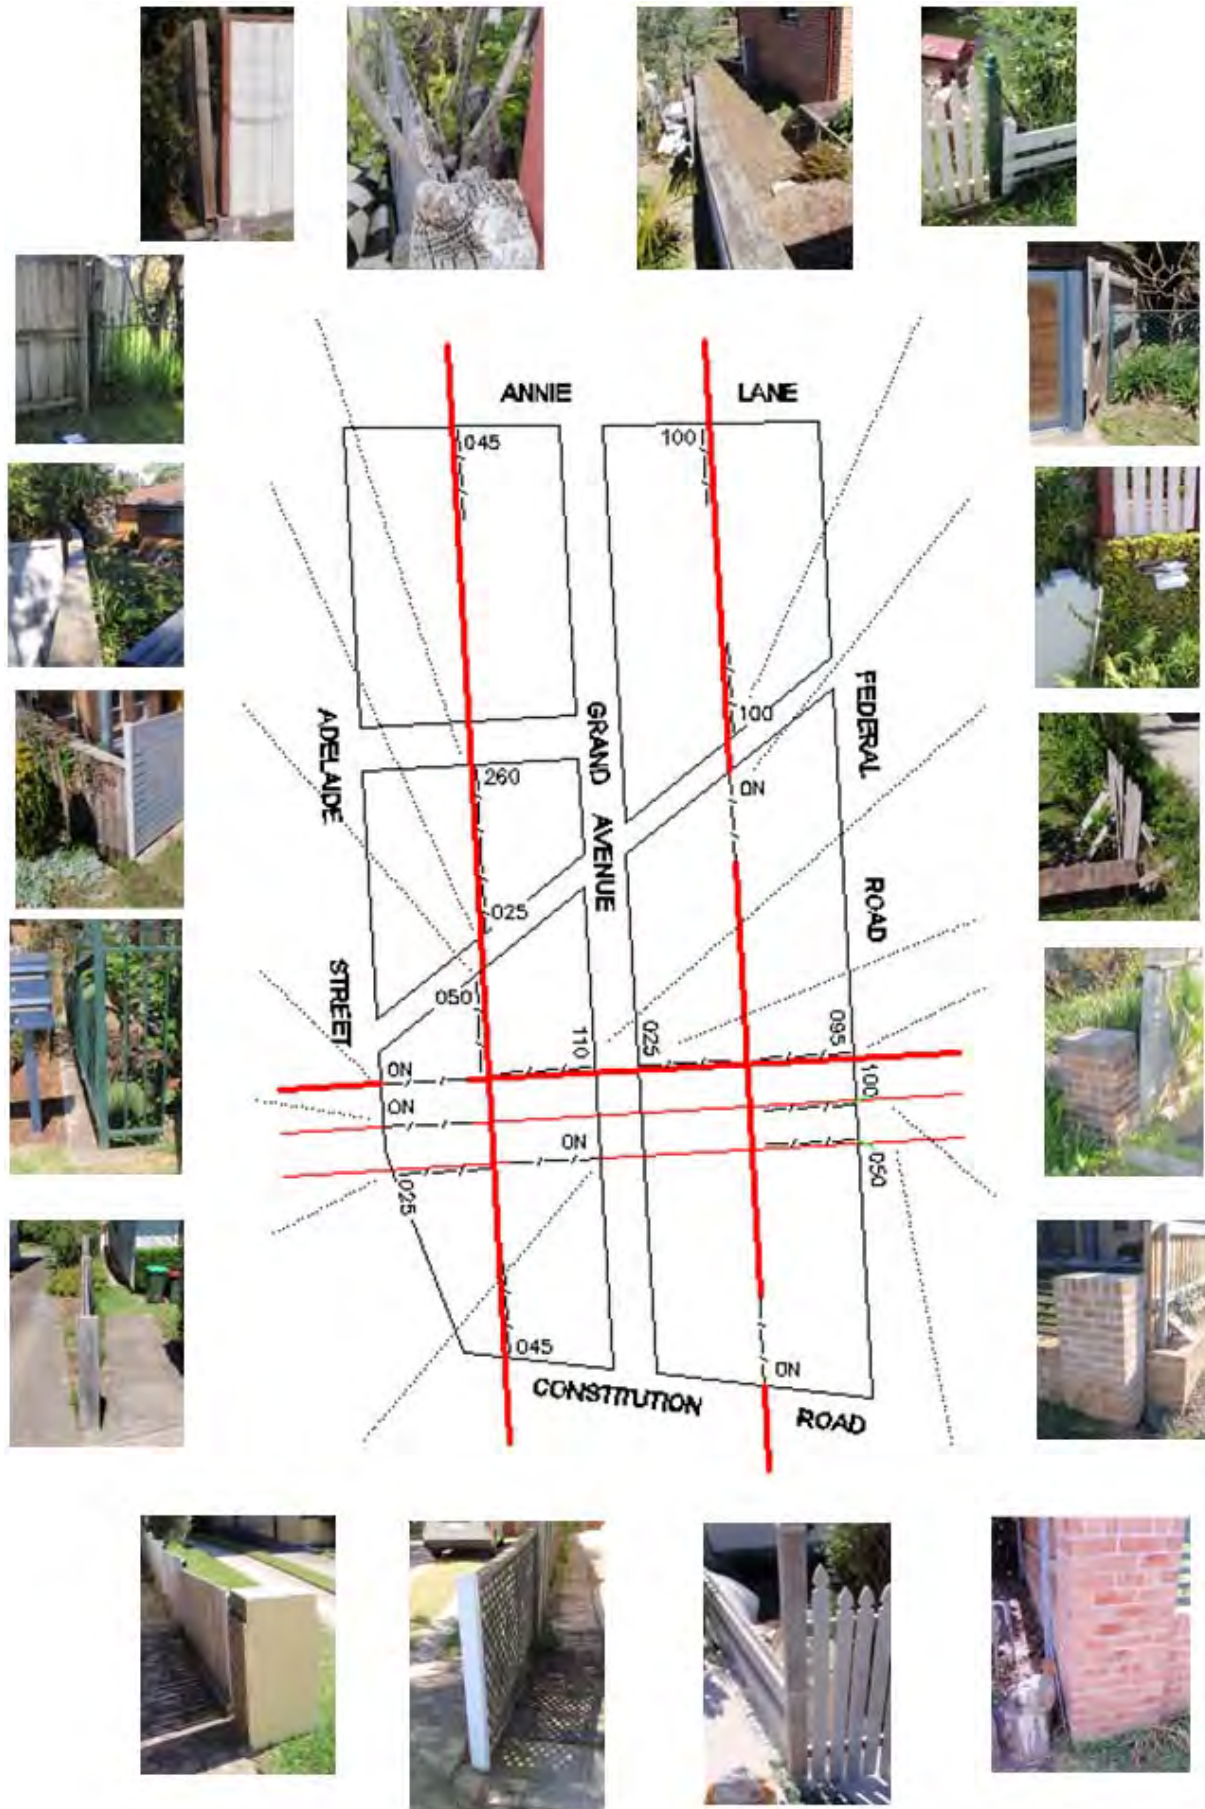 ANNIE LANE
045 100
ADELAIDE STREET
GRAND AVENUE
FEDERAL ROAD
100
260
ON
025
050
110
025
095
ON
100
ON
ON
050
025
045
ON
CONSTITUTION ROAD